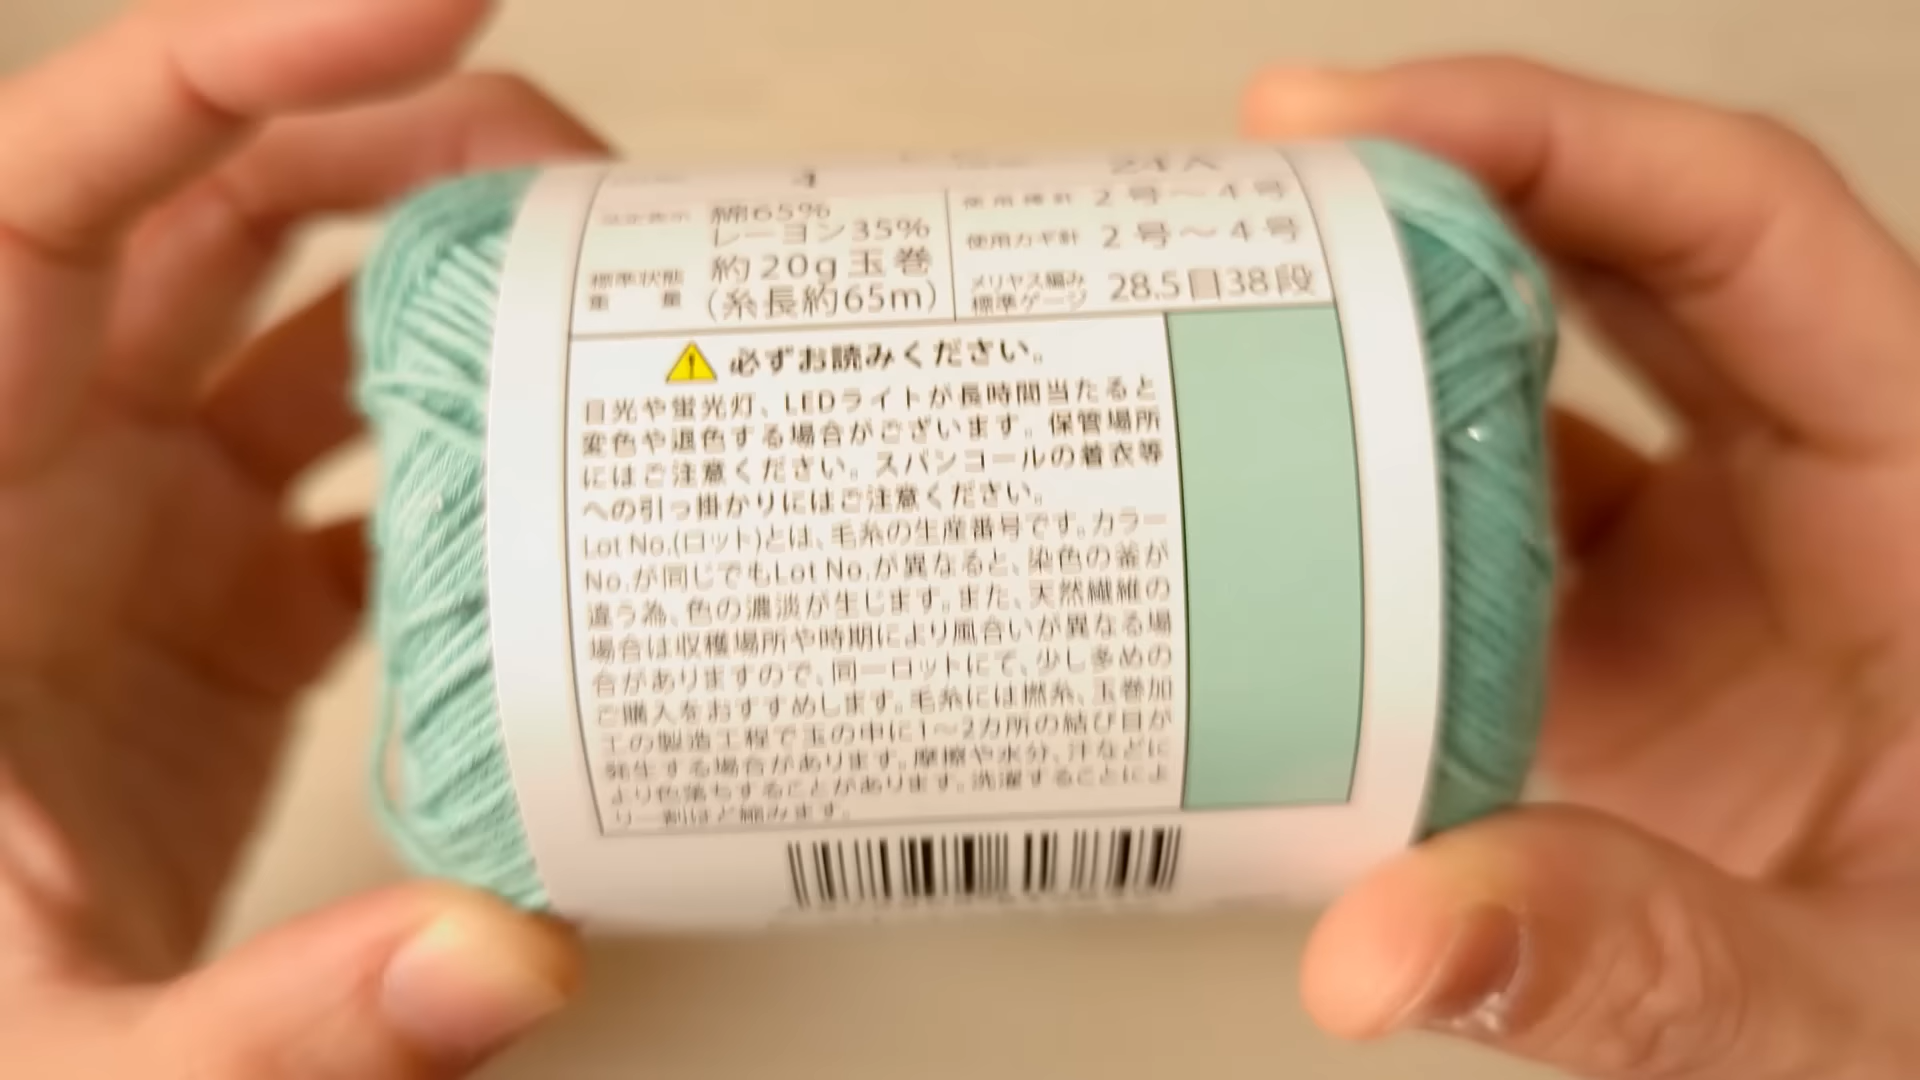 4
24A
綿65%
レーヨン35%
標準状態
重量
約20g玉巻
(糸長約65m)
使用棒針 2号〜4号
使用カギ針 2号〜4号
メリヤス編み
標準ゲージ
28.5目38段
必ずお読みください。
日光や蛍光灯、LEDライトが長時間当たると
変色や退色する場合がございます。保管場所
にはご注意ください。スパンコールの着衣等
への引っ掛かりにはご注意ください。
Lot No.(ロット)とは、毛糸の生産番号です。カラー
No.が同じでもLot No.が異なると、染色の釜が
違う為、色の濃淡が生じます。また、天然繊維の
場合は収穫場所や時期により風合いが異なる場
合がありますので、同一ロットにて、少し多めの
ご購入をおすすめします。毛糸には撚糸、玉巻加
工の製造工程で玉の中に1〜2カ所の結び目が
発生する場合があります。摩擦や水分、汗などに
より色落ちすることがあります。洗濯することによ
り一割ほど縮みます。